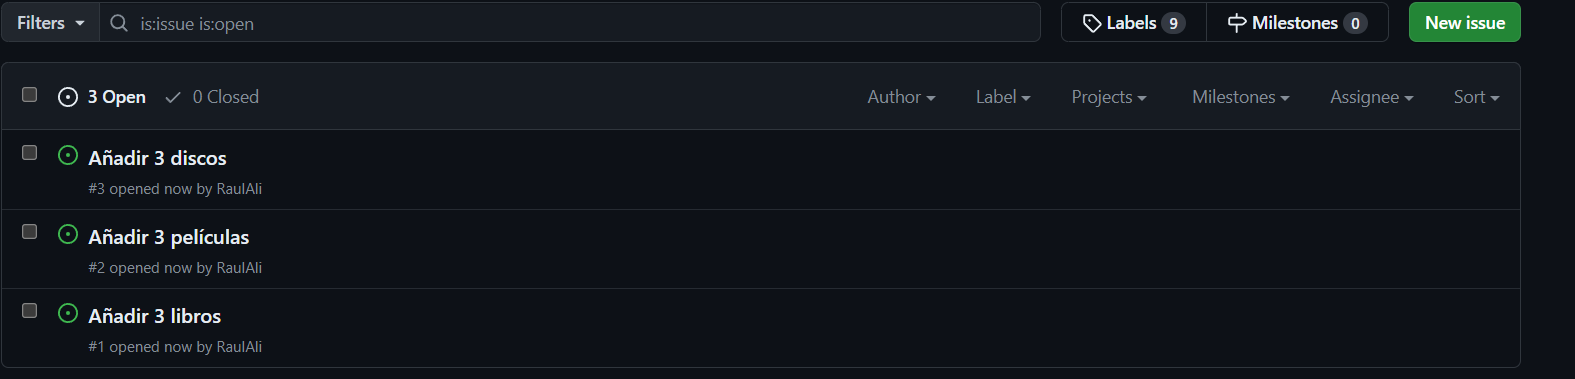 Filters is:issue is:open Labels 9 Milestones 0 New issue
3 Open 0 Closed Author Label Projects Milestones Assignee Sort
Añadir 3 discos
#3 opened now by RaulAli
Añadir 3 películas
#2 opened now by RaulAli
Añadir 3 libros
#1 opened now by RaulAli